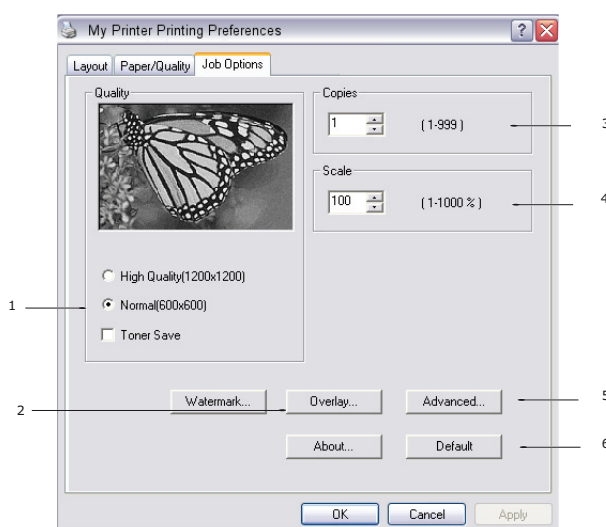 My Printer Printing Preferences
Layout Paper/Quality Job Options
Quality
Copies
1 (1-999)
3
Scale
100 (1-1000 %)
4
High Quality(1200x1200)
1
Normal(600x600)
Toner Save
Watermark... Overlay... Advanced...
5
2
About... Default
6
OK Cancel Apply